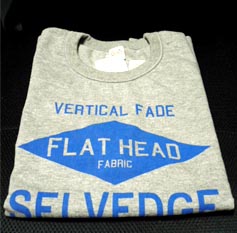 VERTICAL FADE
FLAT HEAD
FABRIC
SELVEDGE